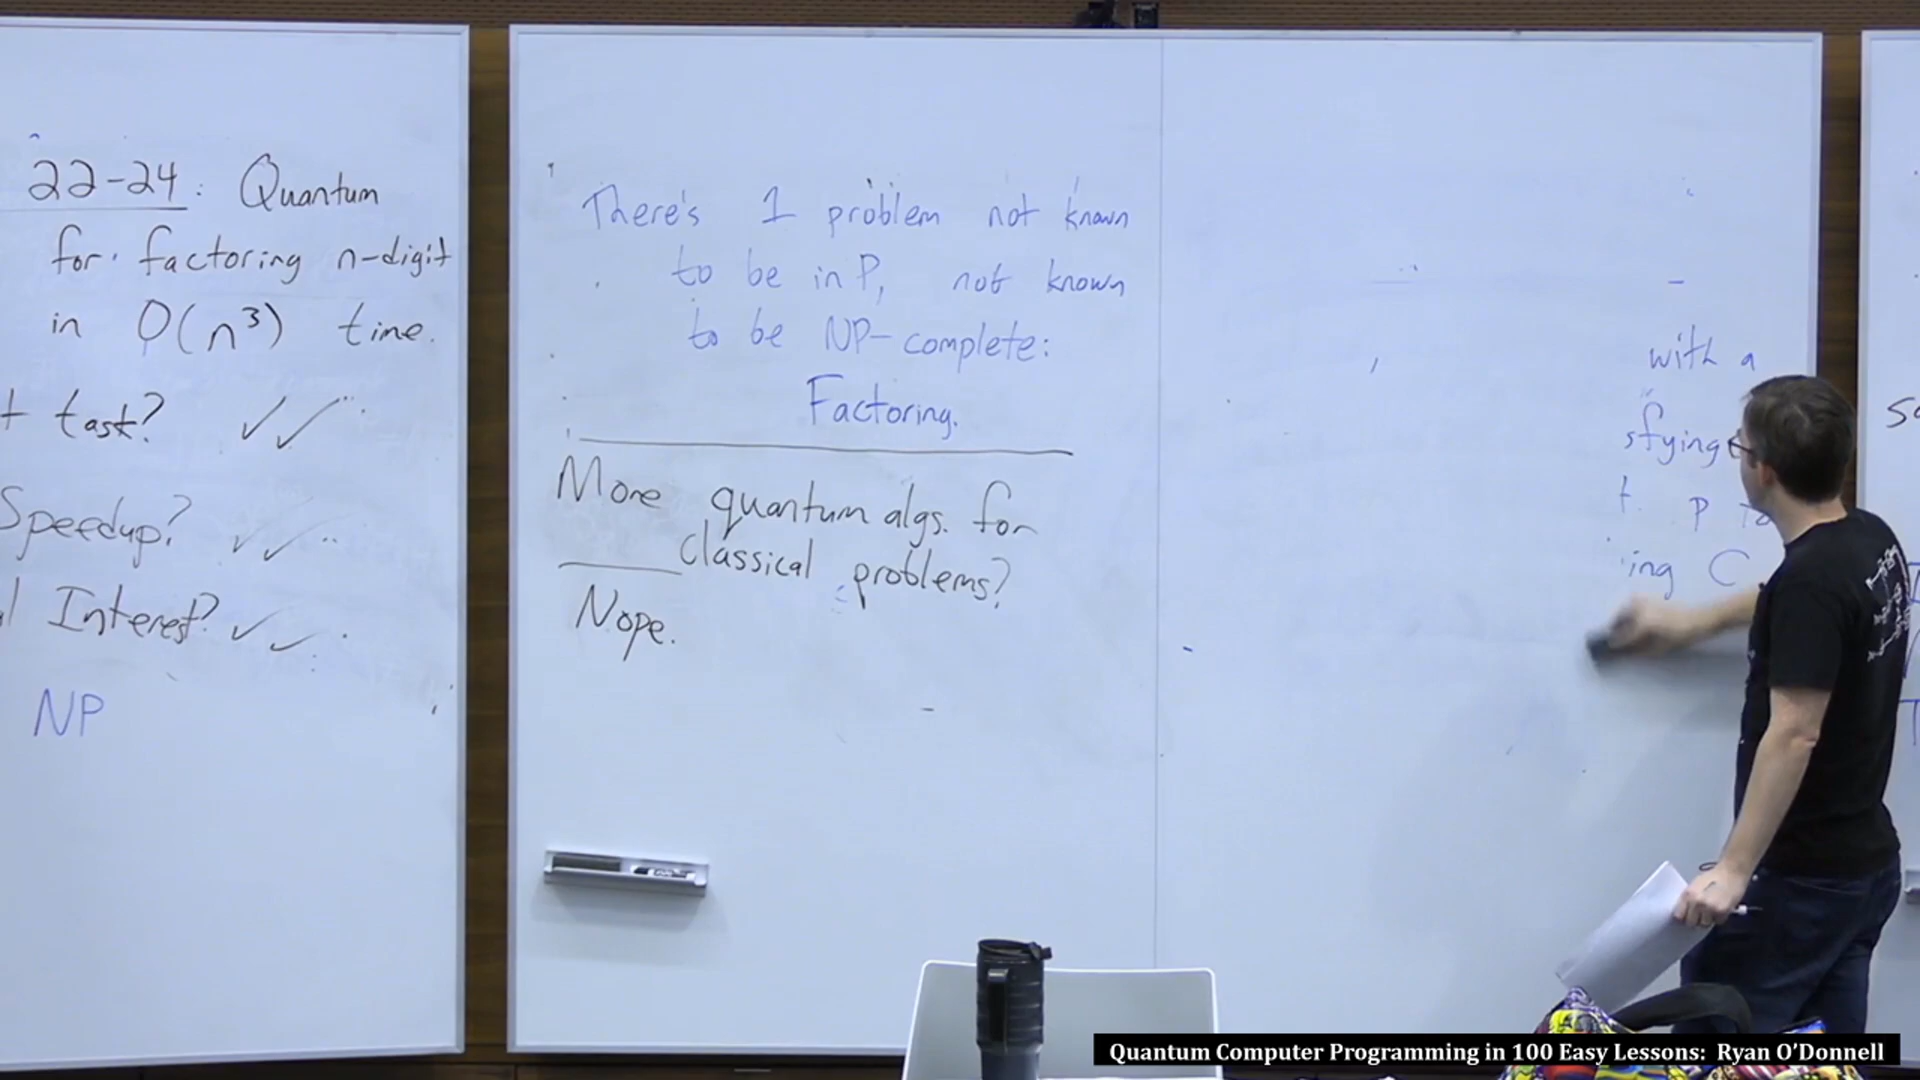 22-24: Quantum
for factoring n-digit
in O(n³) time.
t task? ✓✓
Speedup? ✓✓
l Interest? ✓✓
NP
There's 1 problem not known
to be in P, not known
to be NP-complete:
Factoring.
More quantum algs. for
classical problems?
Nope.
with a
sfying
t. p
ing C
Quantum Computer Programming in 100 Easy Lessons: Ryan O'Donnell